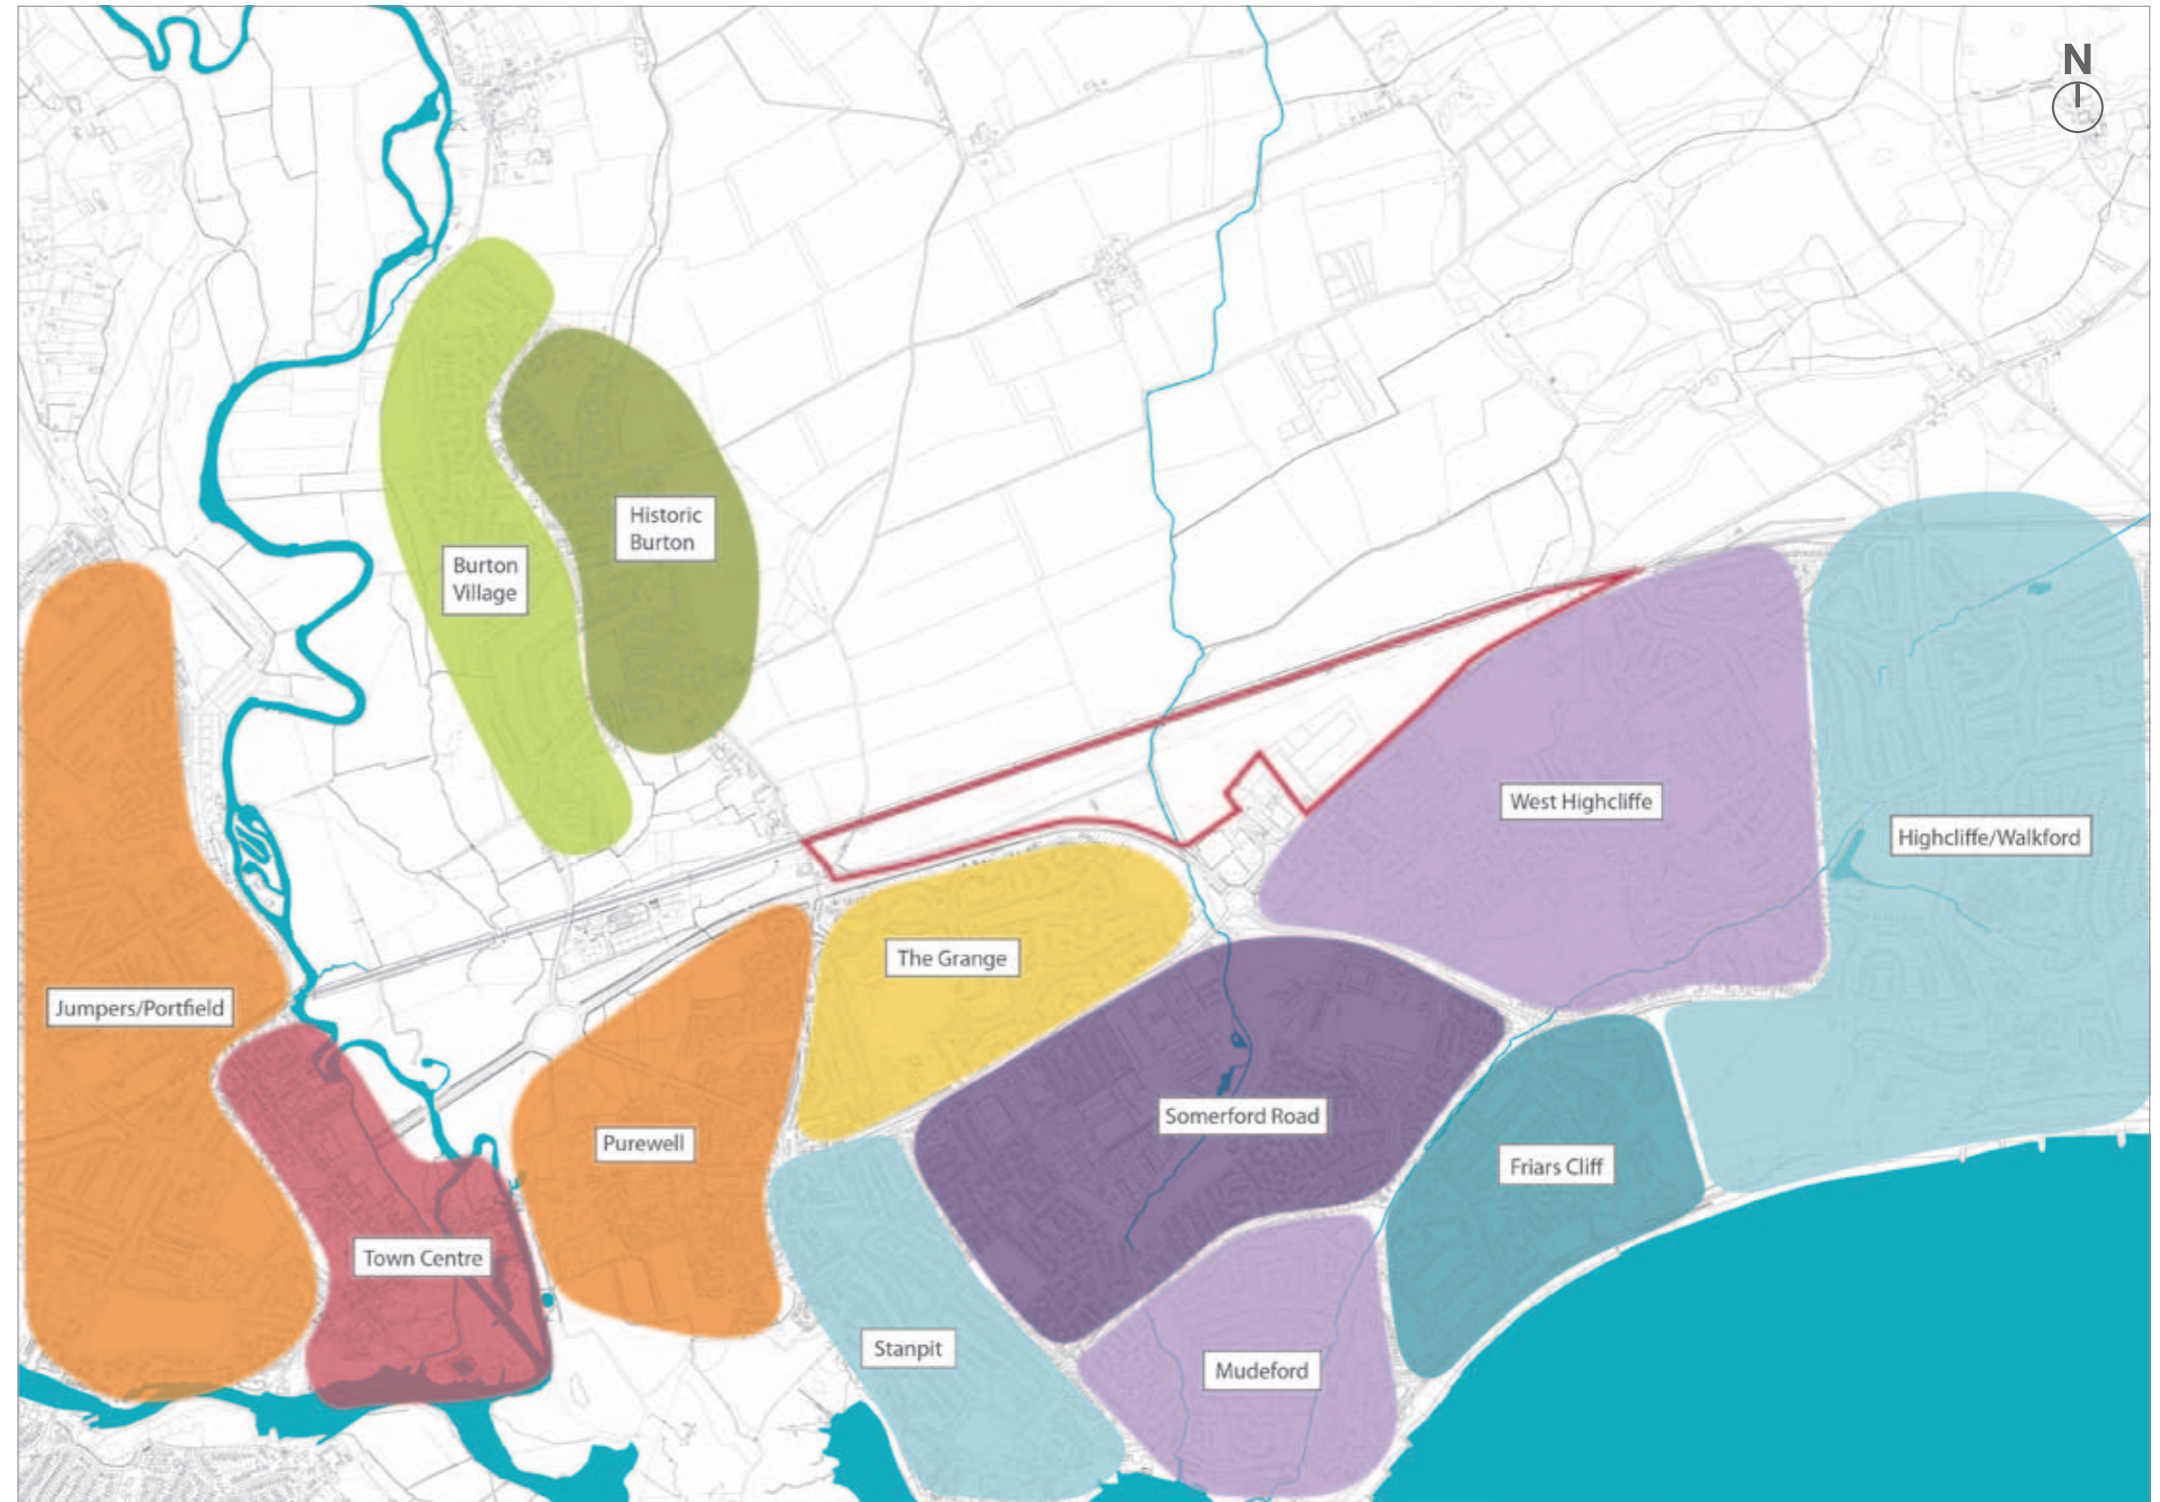 N
Historic
Burton
Burton
Village
West Highcliffe
Highcliffe/Walkford
The Grange
Jumpers/Portfield
Somerford Road
Purewell
Friars Cliff
Town Centre
Stanpit
Mudeford